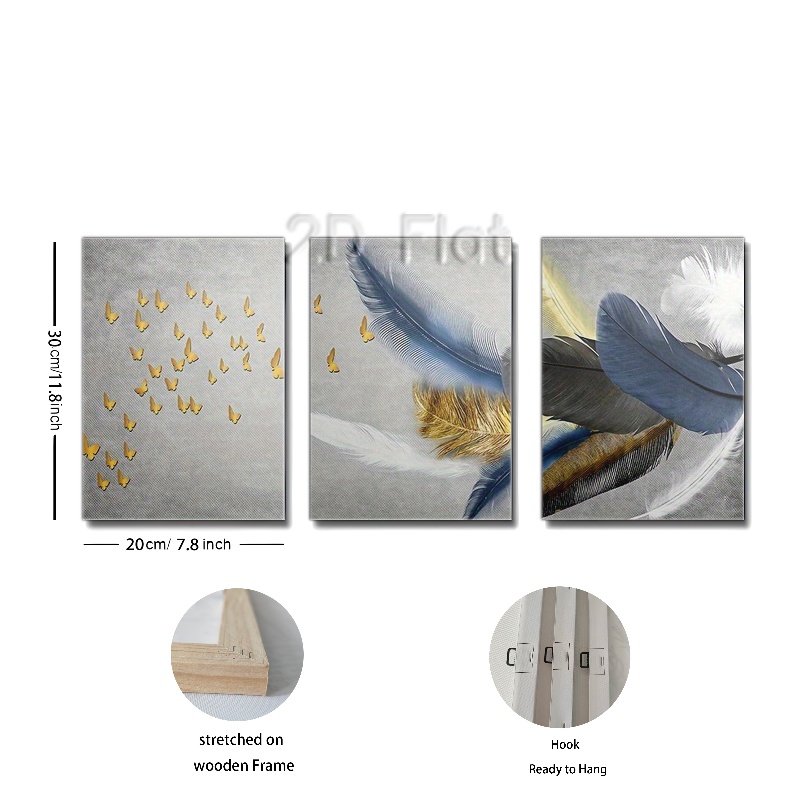 2D Flat
30cm/11.8inch
20cm/ 7.8 inch
stretched on
wooden Frame
Hook
Ready to Hang